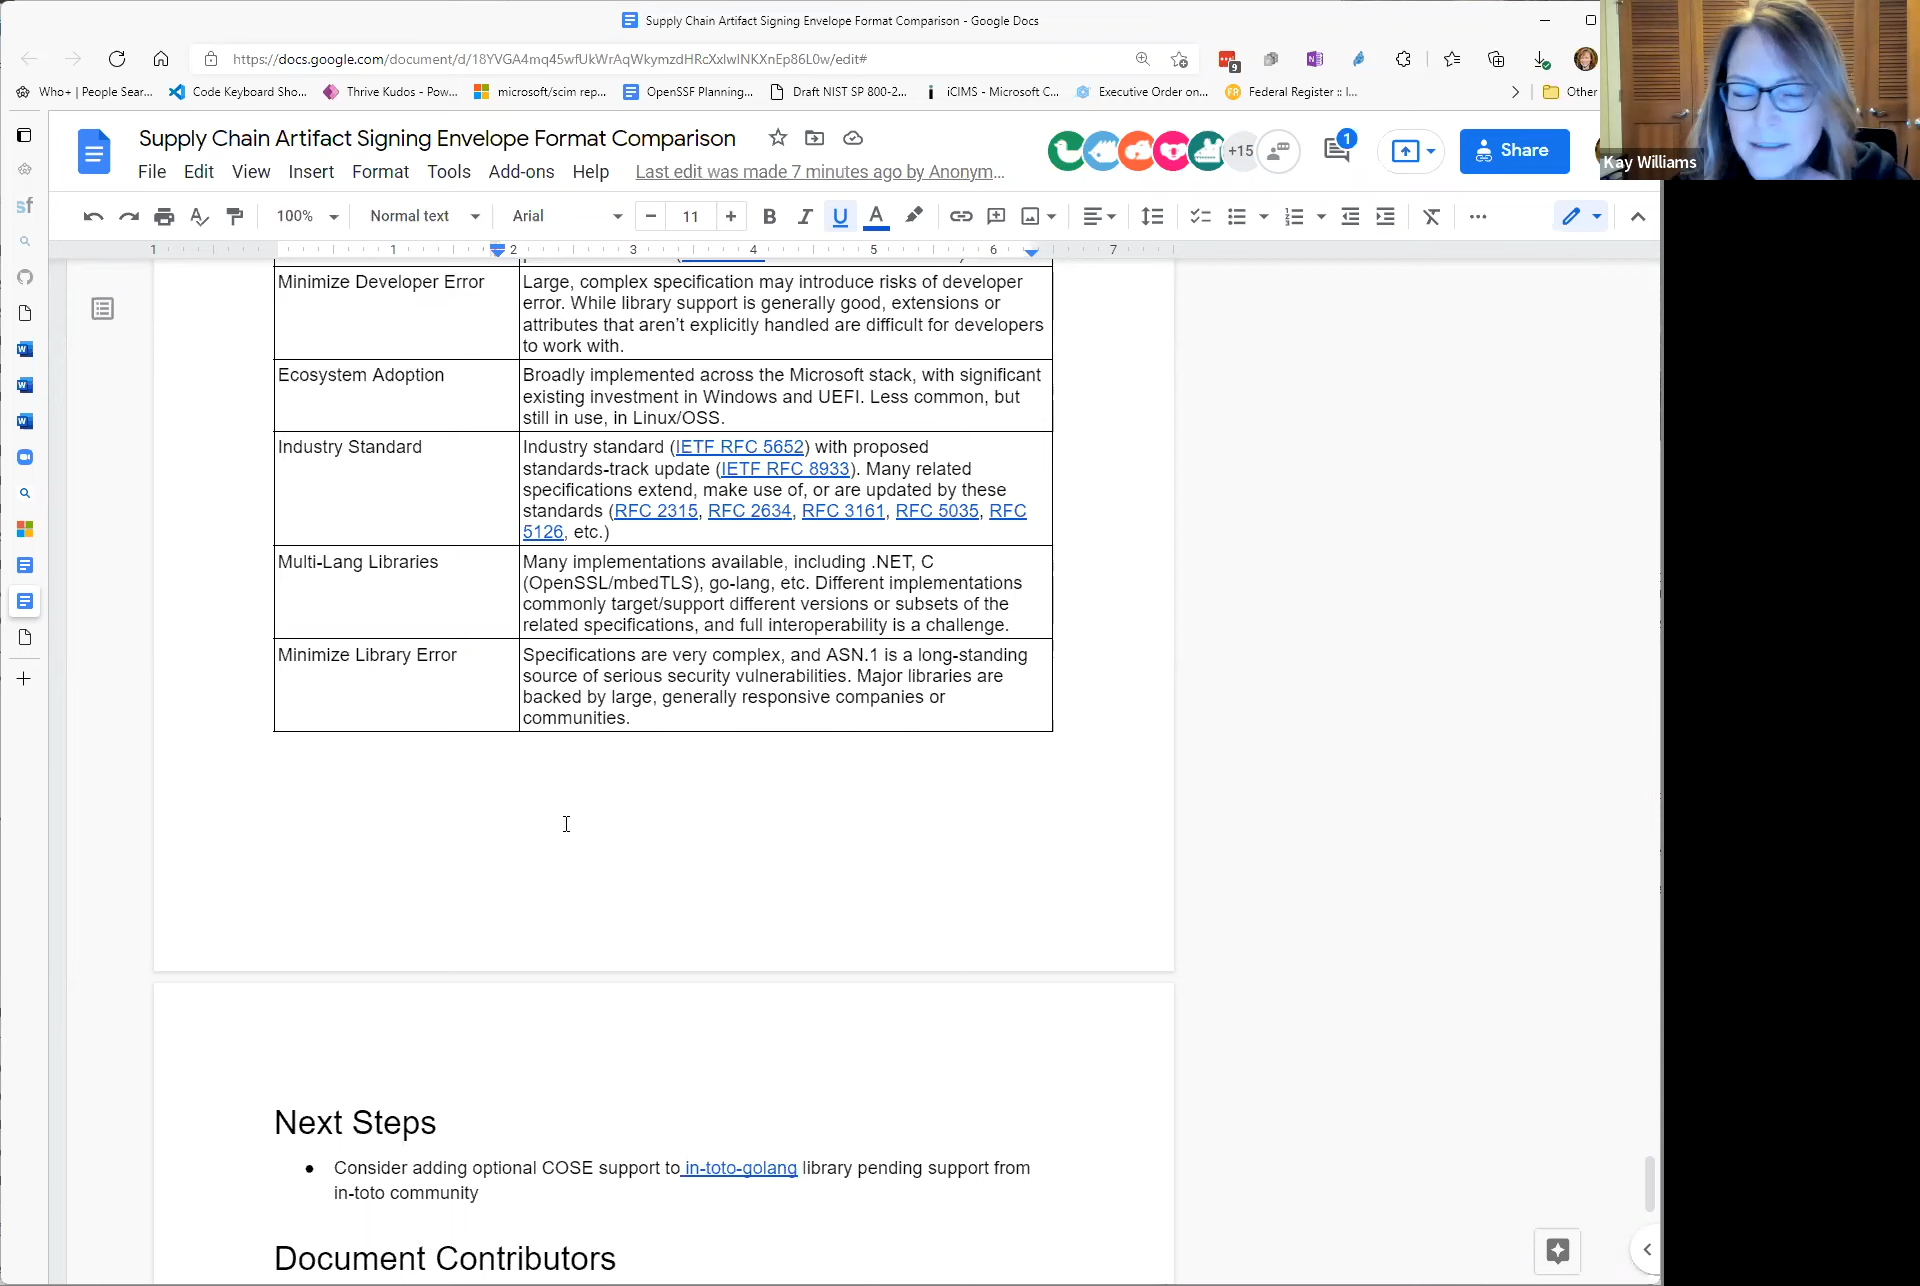 Supply Chain Artifact Signing Envelope Format Comparison - Google Docs
https://docs.google.com/document/d/18YVGA4mq45wfUkWrAqWkymzdHRcXxlwlNKXnEp86L0w/edit#
9
Who+ | People Sear...
Code Keyboard Sho...
Thrive Kudos - Pow...
microsoft/scim rep...
OpenSSF Planning,...
Draft NIST SP 800-2...
iCIMS - Microsoft C...
Executive Order on...
Federal Register :: I...
Other
Supply Chain Artifact Signing Envelope Format Comparison
+15
1
Share
Kay Williams
File Edit View Insert Format Tools Add-ons Help Last edit was made 7 minutes ago by Anonym...
100% Normal text Arial 11
1 1 2 3 4 5 6 7
Minimize Developer Error
Large, complex specification may introduce risks of developer
error. While library support is generally good, extensions or
attributes that aren't explicitly handled are difficult for developers
to work with.
Ecosystem Adoption
Broadly implemented across the Microsoft stack, with significant
existing investment in Windows and UEFI. Less common, but
still in use, in Linux/OSS.
Industry Standard
Industry standard (IETF RFC 5652) with proposed
standards-track update (IETF RFC 8933). Many related
specifications extend, make use of, or are updated by these
standards (RFC 2315, RFC 2634, RFC 3161, RFC 5035, RFC
5126, etc.)
Multi-Lang Libraries
Many implementations available, including .NET, C
(OpenSSL/mbedTLS), go-lang, etc. Different implementations
commonly target/support different versions or subsets of the
related specifications, and full interoperability is a challenge.
Minimize Library Error
Specifications are very complex, and ASN.1 is a long-standing
source of serious security vulnerabilities. Major libraries are
backed by large, generally responsive companies or
communities.
Next Steps
● Consider adding optional COSE support to in-toto-golang library pending support from
in-toto community
Document Contributors